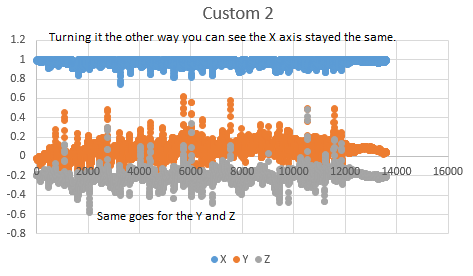 Custom 2
Turning it the other way you can see the X axis stayed the same.
1.2
1
0.8
0.6
0.4
0.2
0
-0.2
-0.4
-0.6
-0.8
0 2000 4000 6000 8000 10000 12000 14000 16000
Same goes for the Y and Z
X Y Z